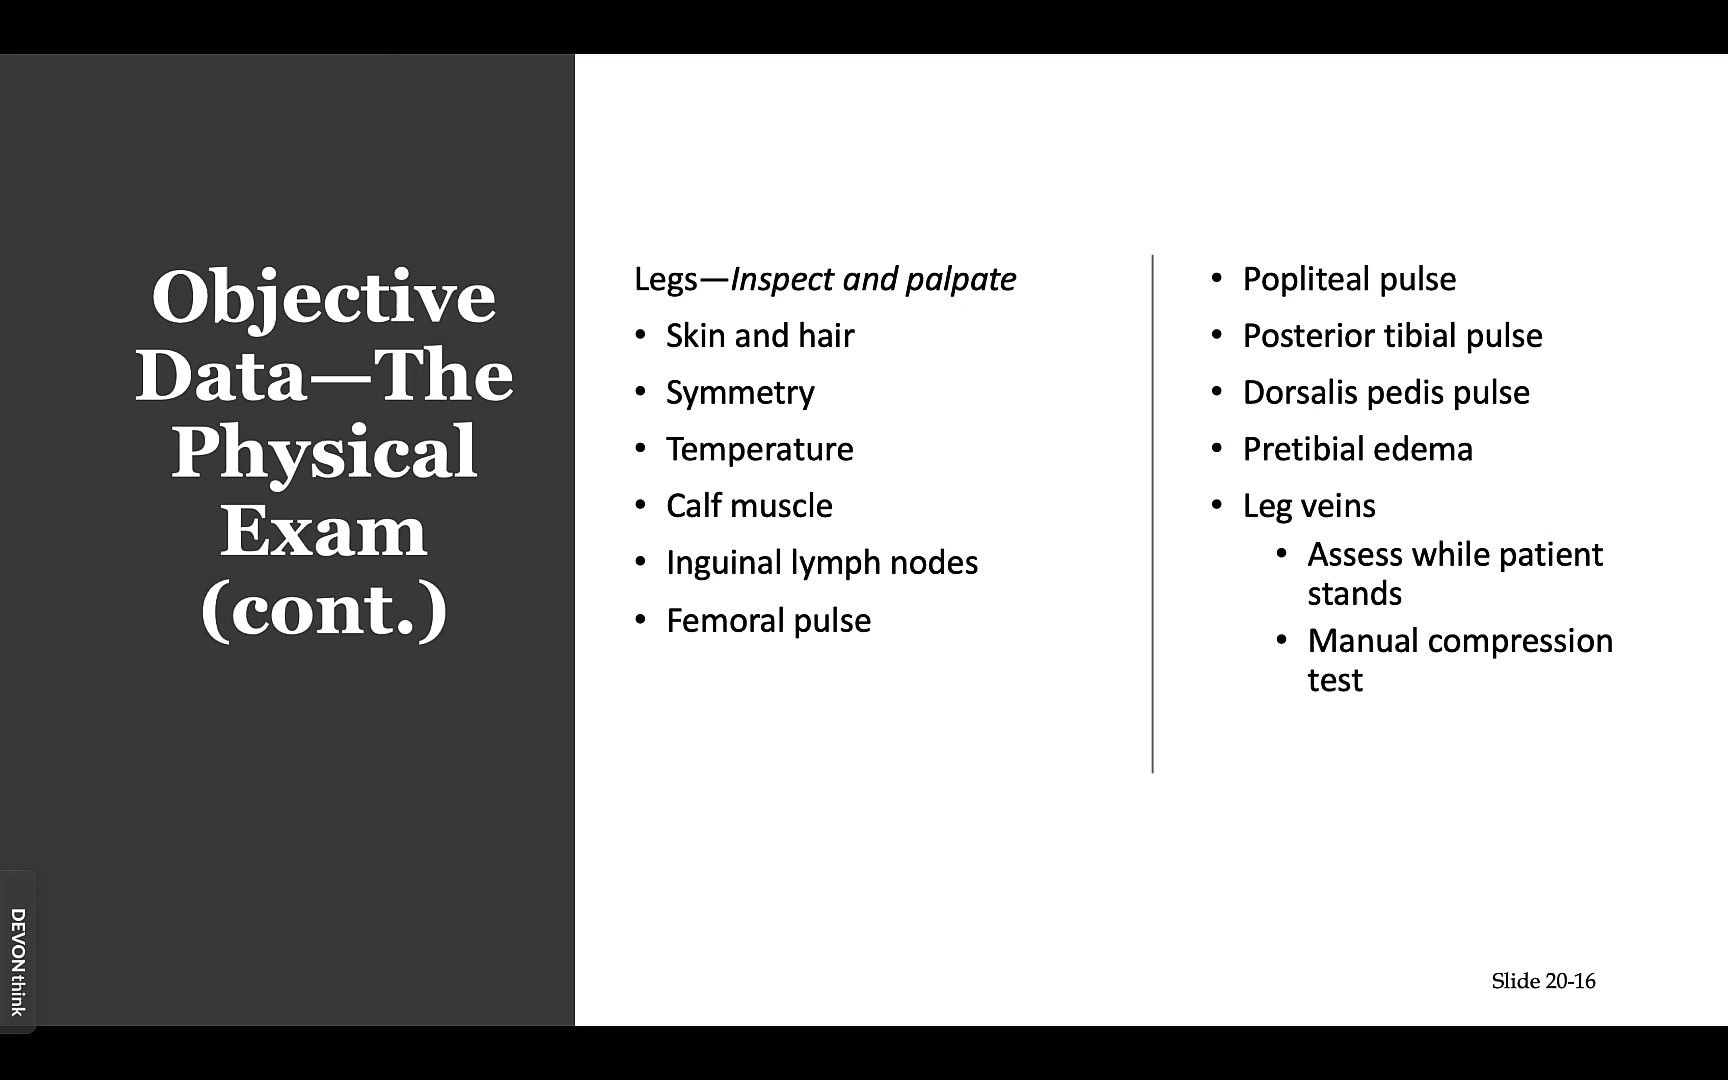 Objective
Data—The
Physical
Exam
(cont.)
Legs—Inspect and palpate
• Skin and hair
• Symmetry
• Temperature
• Calf muscle
• Inguinal lymph nodes
• Femoral pulse
• Popliteal pulse
• Posterior tibial pulse
• Dorsalis pedis pulse
• Pretibial edema
• Leg veins
• Assess while patient
stands
• Manual compression
test
Slide 20-16
DEVONthink